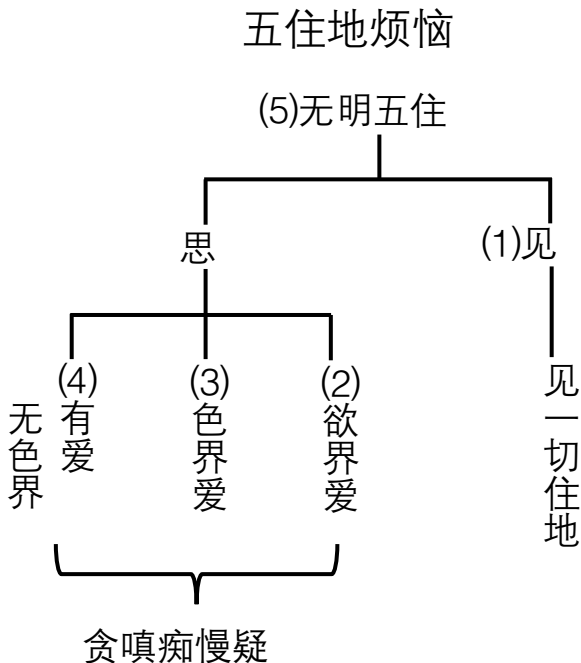 五住地烦恼
(5)无明五住
思
(1)见
(4)有爱
无色界
(3)色界爱
(2)欲界爱
见一切住地
贪嗔痴慢疑